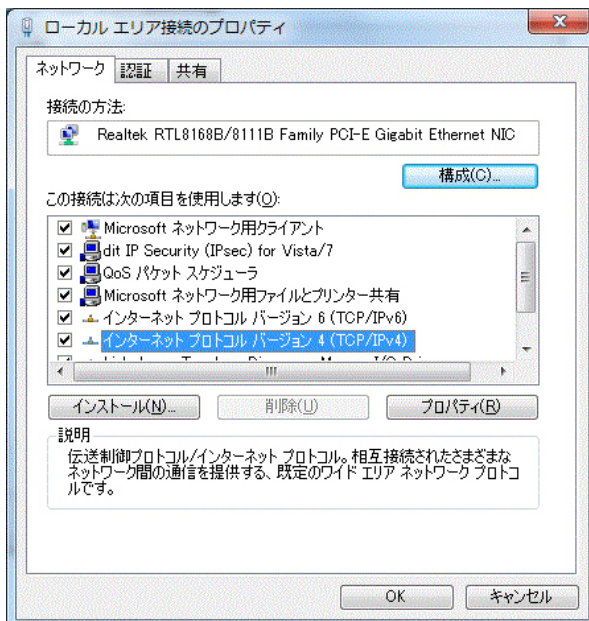 ローカル エリア接続のプロパティ
ネットワーク 認証 共有
接続の方法:
Realtek RTL8168B/8111B Family PCI-E Gigabit Ethernet NIC
構成(C)...
この接続は次の項目を使用します(O):
Microsoft ネットワーク用クライアント
dit IP Security (IPsec) for Vista/7
QoS パケット スケジューラ
Microsoft ネットワーク用ファイルとプリンター共有
インターネット プロトコル バージョン 6 (TCP/IPv6)
インターネット プロトコル バージョン 4 (TCP/IPv4)
インストール(N)... 削除(U) プロパティ(R)
説明
伝送制御プロトコル/インターネット プロトコル。相互接続されたさまざまな
ネットワーク間の通信を提供する、既定のワイド エリア ネットワーク プロトコ
ルです。
OK キャンセル